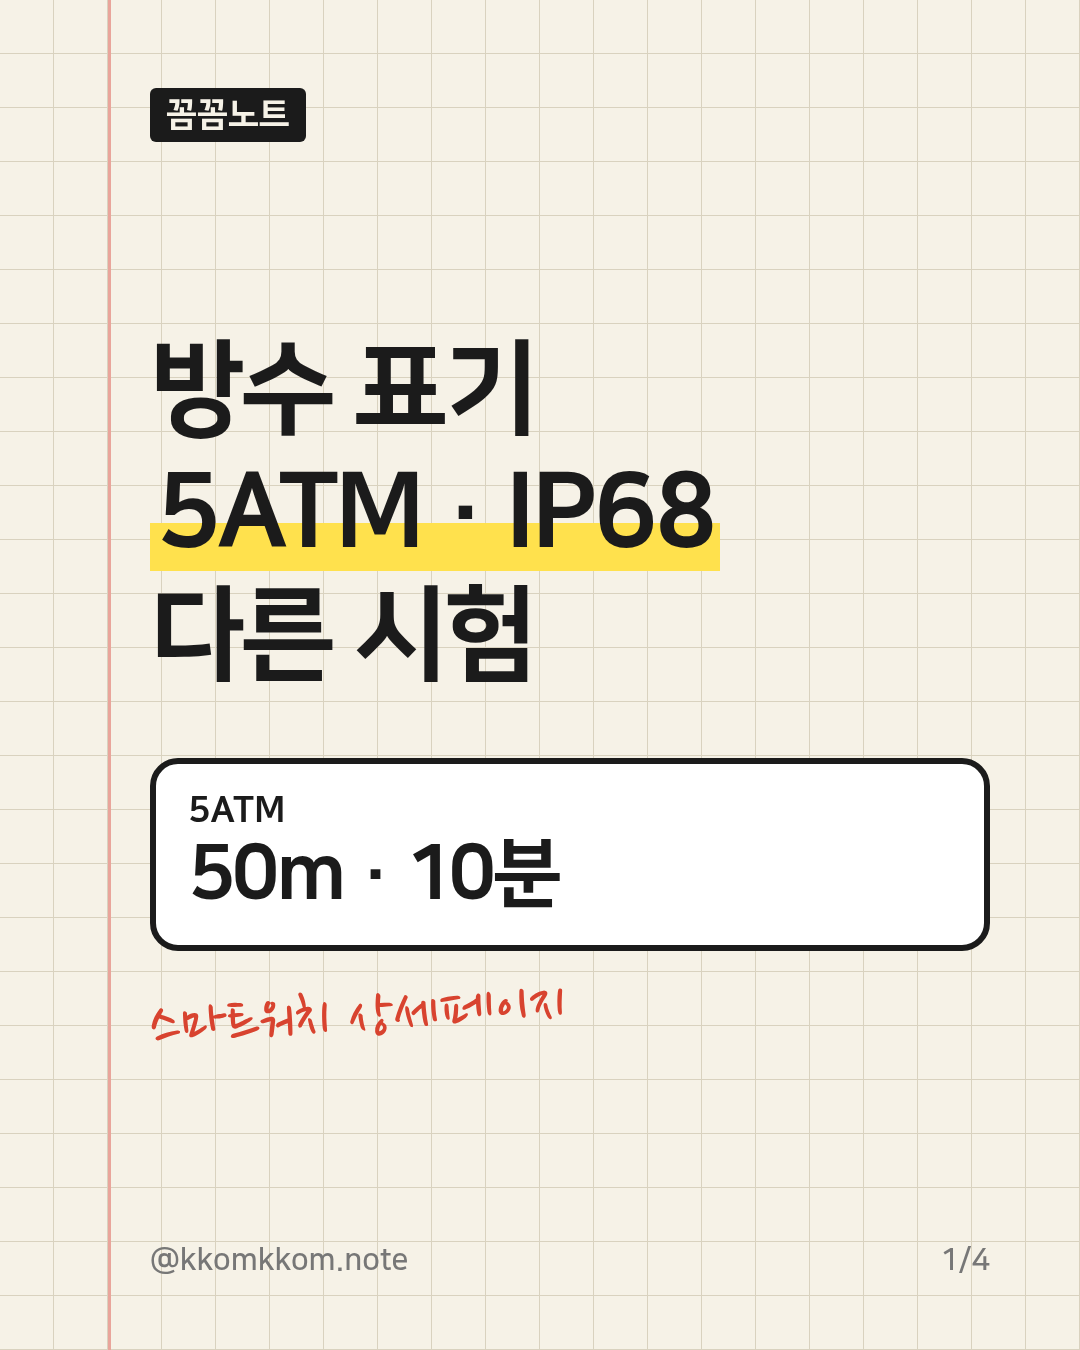 꼼꼼노트
방수 표기
5ATM · IP68
다른 시험
5ATM
50m · 10분
스마트워치 상세페이지
@kkomkkom.note
1/4